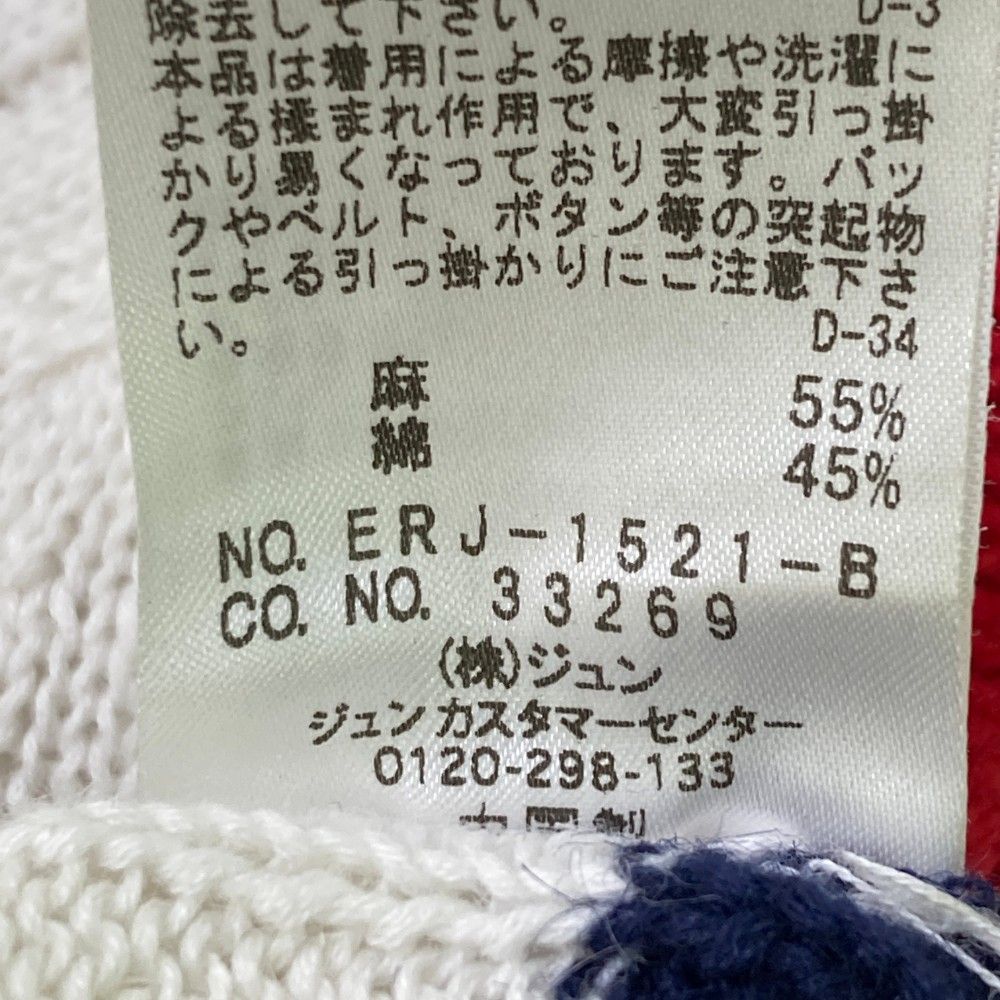 除去して下さい。 D-3
本品は着用による摩擦や洗濯に
よる揉まれ作用で、大変引っ掛
かり易くなっております。バッ
クやベルト、ボタン等の突起物
による引っ掛かりにご注意下さ
い。 D-34
麻 55%
綿 45%
NO. ERJ-1521-B
CO. NO. 33269
(株)ジュン
ジュンカスタマーセンター
0120-298-133
中国製